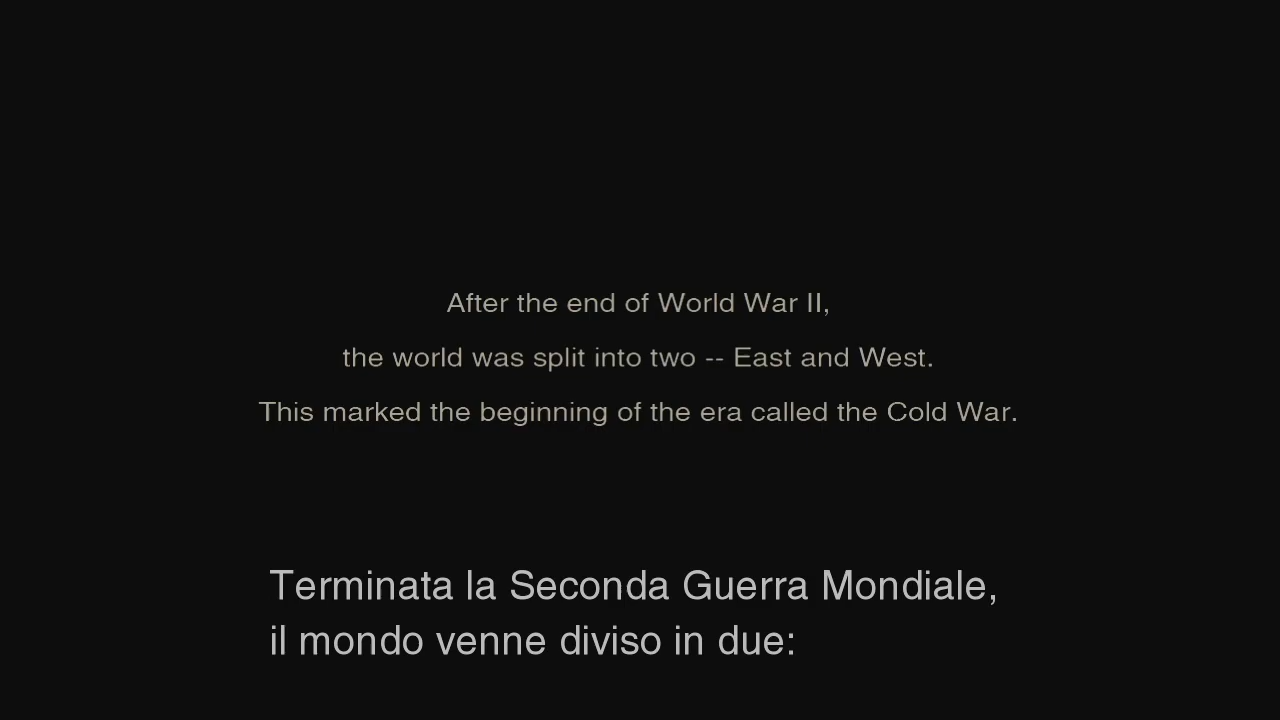 After the end of World War II,
the world was split into two -- East and West.
This marked the beginning of the era called the Cold War.
Terminata la Seconda Guerra Mondiale,
il mondo venne diviso in due: